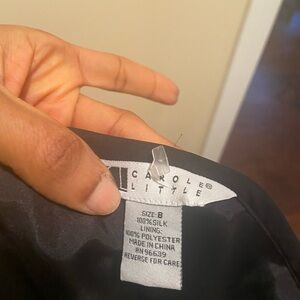 CAROLE®
LITTLE
SIZE: 8
100% SILK
LINING:
100% POLYESTER
MADE IN CHINA
RN 96639
REVERSE FOR CARE